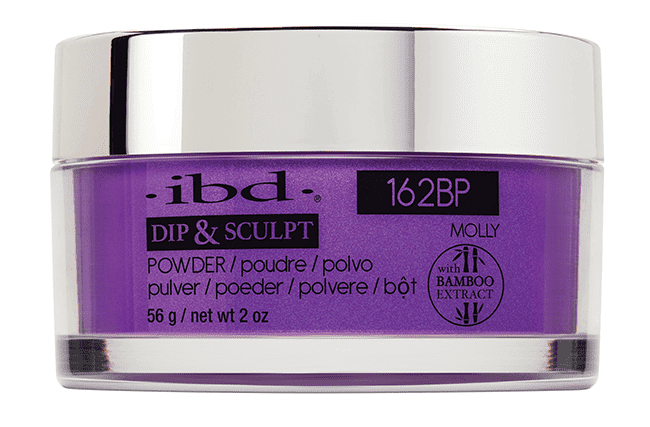 ·ibd·®
DIP & SCULPT
POWDER / poudre / polvo
pulver / poeder / polvere / bột
56 g / net wt 2 oz
162BP
MOLLY
with
BAMBOO
EXTRACT